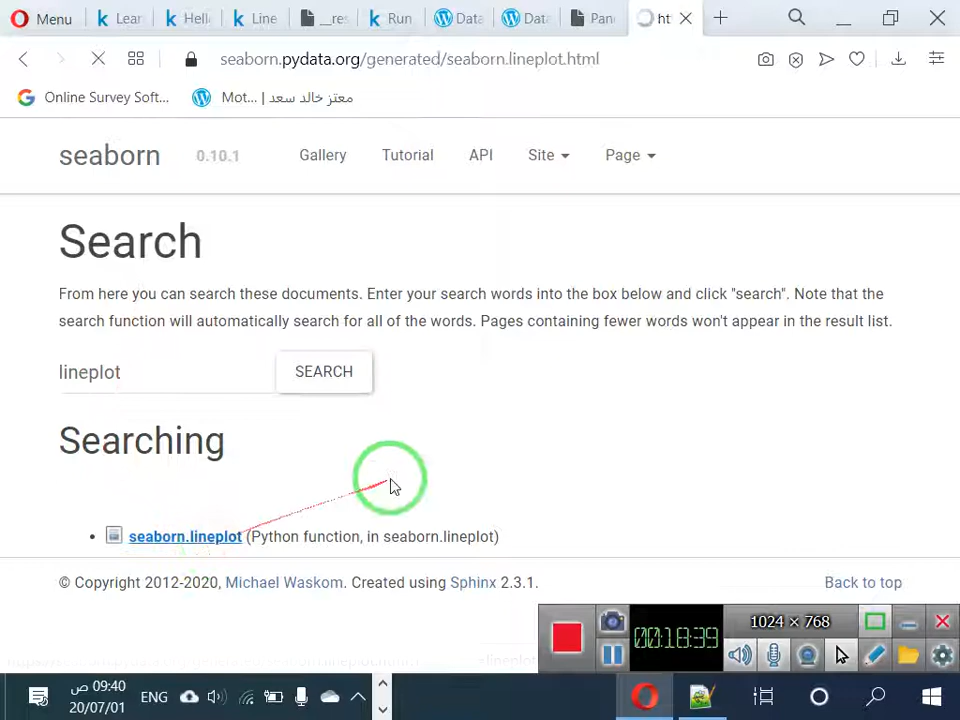 Menu
Lear
Hell
Line
__res
Run
Data
Data
Pan
ht
seaborn.pydata.org/generated/seaborn.lineplot.html
Online Survey Soft...
Mot... | معتز خالد سعد
seaborn
0.10.1
Gallery
Tutorial
API
Site
Page
Search
From here you can search these documents. Enter your search words into the box below and click "search". Note that the
search function will automatically search for all of the words. Pages containing fewer words won't appear in the result list.
lineplot
SEARCH
Searching
seaborn.lineplot (Python function, in seaborn.lineplot)
© Copyright 2012-2020, Michael Waskom. Created using Sphinx 2.3.1.
Back to top
00:18:39
1024 × 768
09:40 ص
20/07/01
ENG